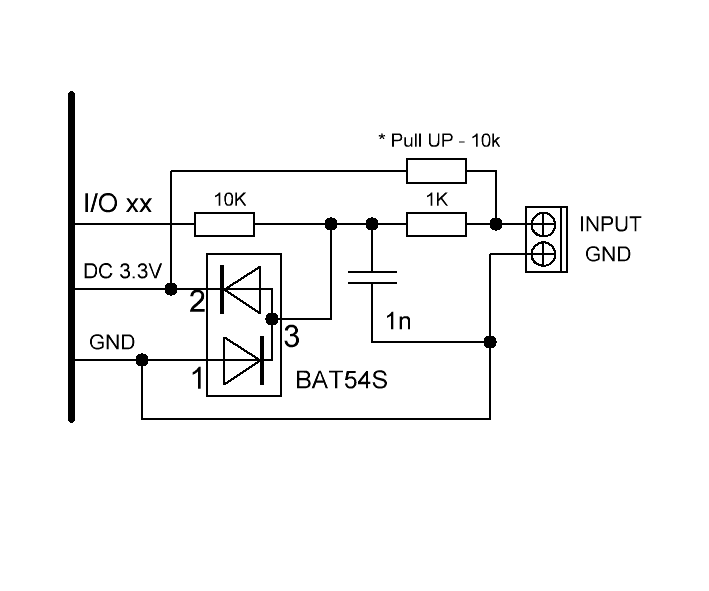 * Pull UP - 10k
I/O xx
10K
1K
INPUT
GND
DC 3.3V
2
3
1n
GND
1
BAT54S